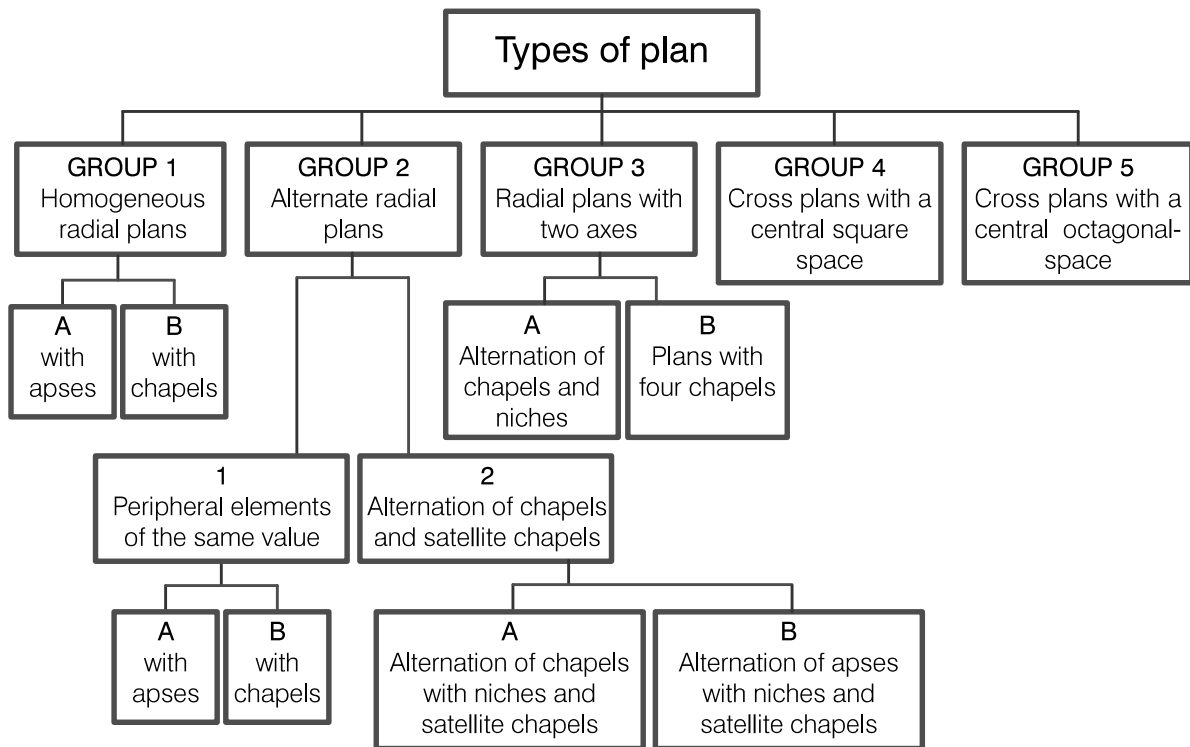 Types of plan
GROUP 1
Homogeneous
radial plans
GROUP 2
Alternate radial
plans
GROUP 3
Radial plans with
two axes
GROUP 4
Cross plans with a
central square
space
GROUP 5
Cross plans with a
central octagonal-
space
A
with
apses
B
with
chapels
A
Alternation of
chapels and
niches
B
Plans with
four chapels
1
Peripheral elements
of the same value
2
Alternation of chapels
and satellite chapels
A
with
apses
B
with
chapels
A
Alternation of chapels
with niches and
satellite chapels
B
Alternation of apses
with niches and
satellite chapels